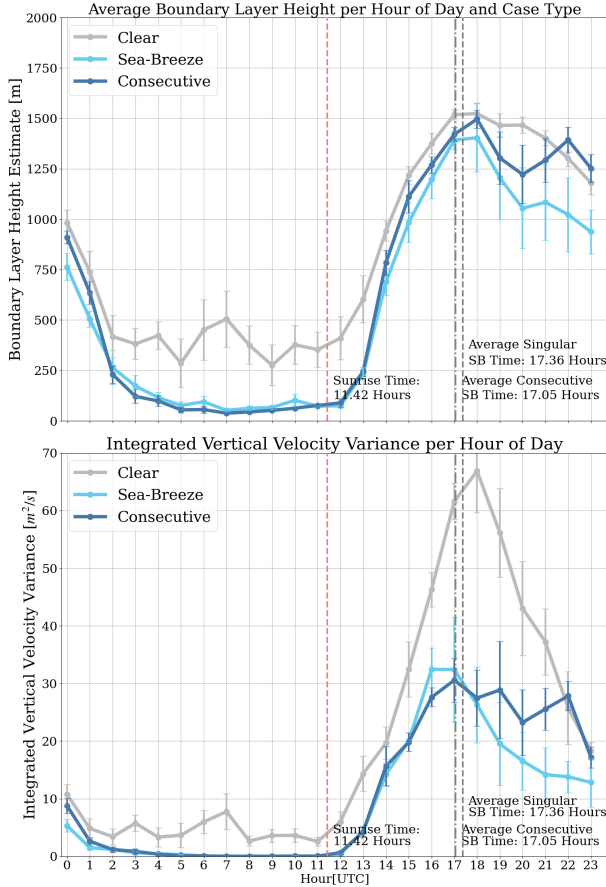 Average Boundary Layer Height per Hour of Day and Case Type
Boundary Layer Height Estimate [m]
2000
1750
1500
1250
1000
750
500
250
0
Clear
Sea-Breeze
Consecutive
Average Singular
SB Time: 17.36 Hours
Sunrise Time:
11.42 Hours
Average Consecutive
SB Time: 17.05 Hours
Integrated Vertical Velocity Variance per Hour of Day
Integrated Vertical Velocity Variance [m²/s]
70
60
50
40
30
20
10
0
Clear
Sea-Breeze
Consecutive
Average Singular
SB Time: 17.36 Hours
Sunrise Time:
11.42 Hours
Average Consecutive
SB Time: 17.05 Hours
0 1 2 3 4 5 6 7 8 9 10 11 12 13 14 15 16 17 18 19 20 21 22 23
Hour[UTC]